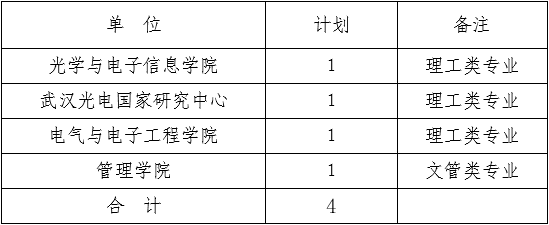 单 位 计划 备注
光学与电子信息学院 1 理工类专业
武汉光电国家研究中心 1 理工类专业
电气与电子工程学院 1 理工类专业
管理学院 1 文管类专业
合 计 4